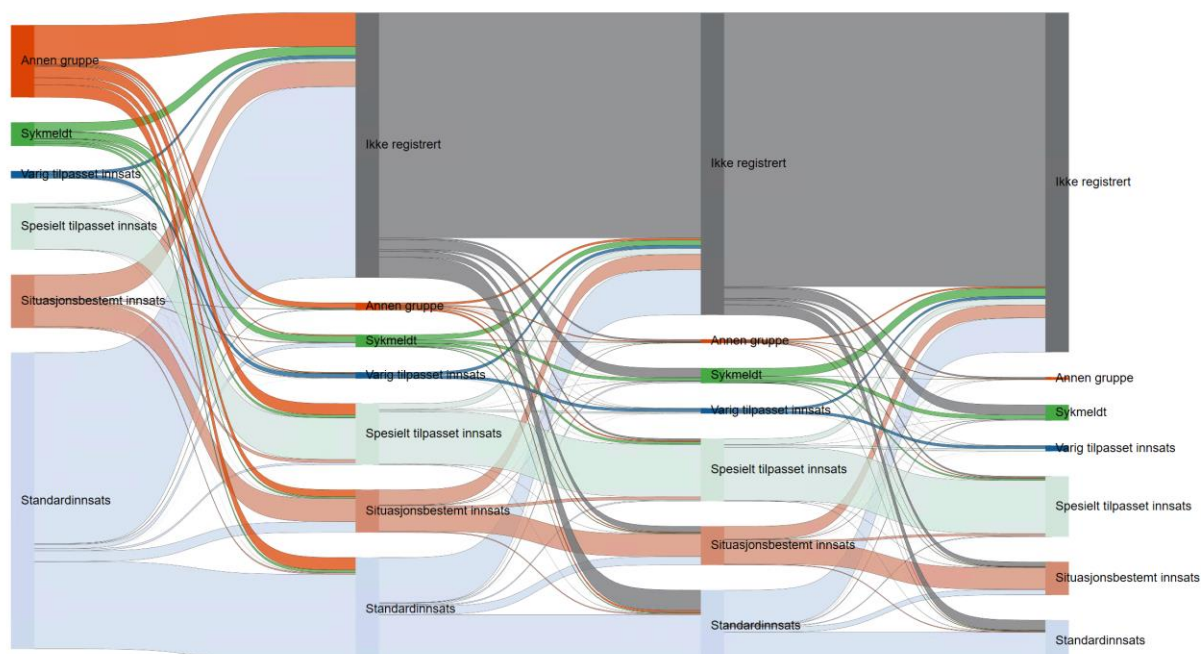 Annen gruppe
Sykmeldt
Varig tilpasset innsats
Spesielt tilpasset innsats
Situasjonsbestemt innsats
Standardinnsats
Ikke registrert
Annen gruppe
Sykmeldt
Varig tilpasset innsats
Spesielt tilpasset innsats
Situasjonsbestemt innsats
Standardinnsats
Ikke registrert
Annen gruppe
Sykmeldt
Varig tilpasset innsats
Spesielt tilpasset innsats
Situasjonsbestemt innsats
Standardinnsats
Ikke registrert
Annen gruppe
Sykmeldt
Varig tilpasset innsats
Spesielt tilpasset innsats
Situasjonsbestemt innsats
Standardinnsats